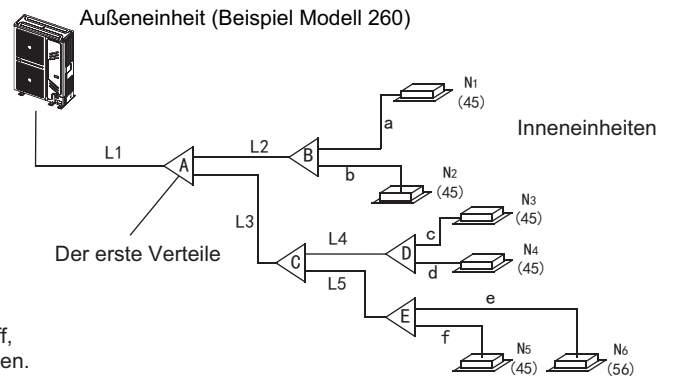 Außeneinheit (Beispiel Modell 260)
N1
(45)
a
Inneneinheiten
L1
A
L2
B
b
N2
(45)
L3
N3
(45)
Der erste Verteile
L4
c
D
N4
(45)
d
C
L5
e
E
f
ff,
en.
N5
(45)
N6
(56)